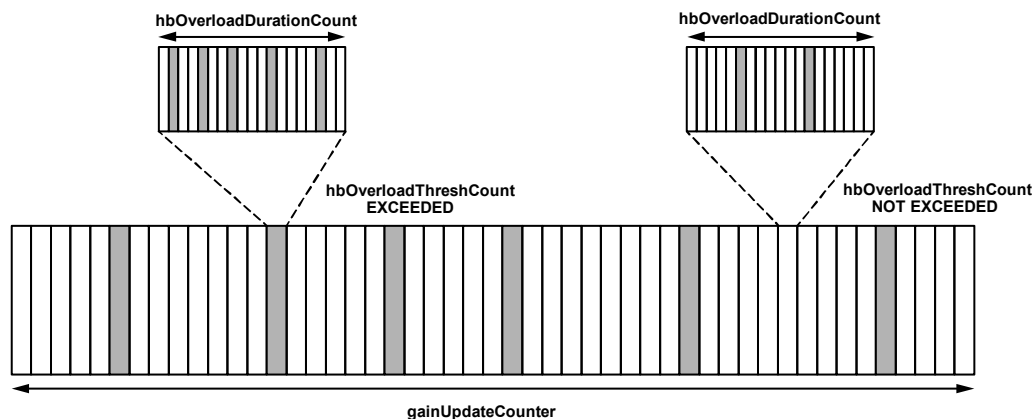 hbOverloadDurationCount
hbOverloadDurationCount
hbOverloadThreshCount
EXCEEDED
hbOverloadThreshCount
NOT EXCEEDED
gainUpdateCounter